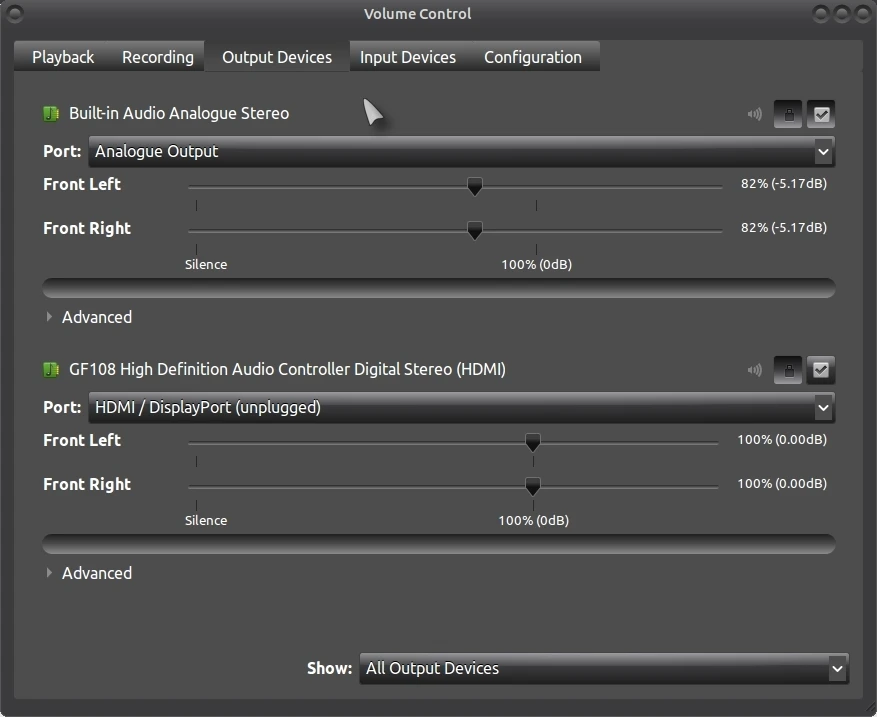 Volume Control
Playback Recording Output Devices Input Devices Configuration
Built-in Audio Analogue Stereo
Port: Analogue Output
Front Left 82% (-5.17dB)
Front Right 82% (-5.17dB)
Silence 100% (0dB)
Advanced
GF108 High Definition Audio Controller Digital Stereo (HDMI)
Port: HDMI / DisplayPort (unplugged)
Front Left 100% (0.00dB)
Front Right 100% (0.00dB)
Silence 100% (0dB)
Advanced
Show: All Output Devices